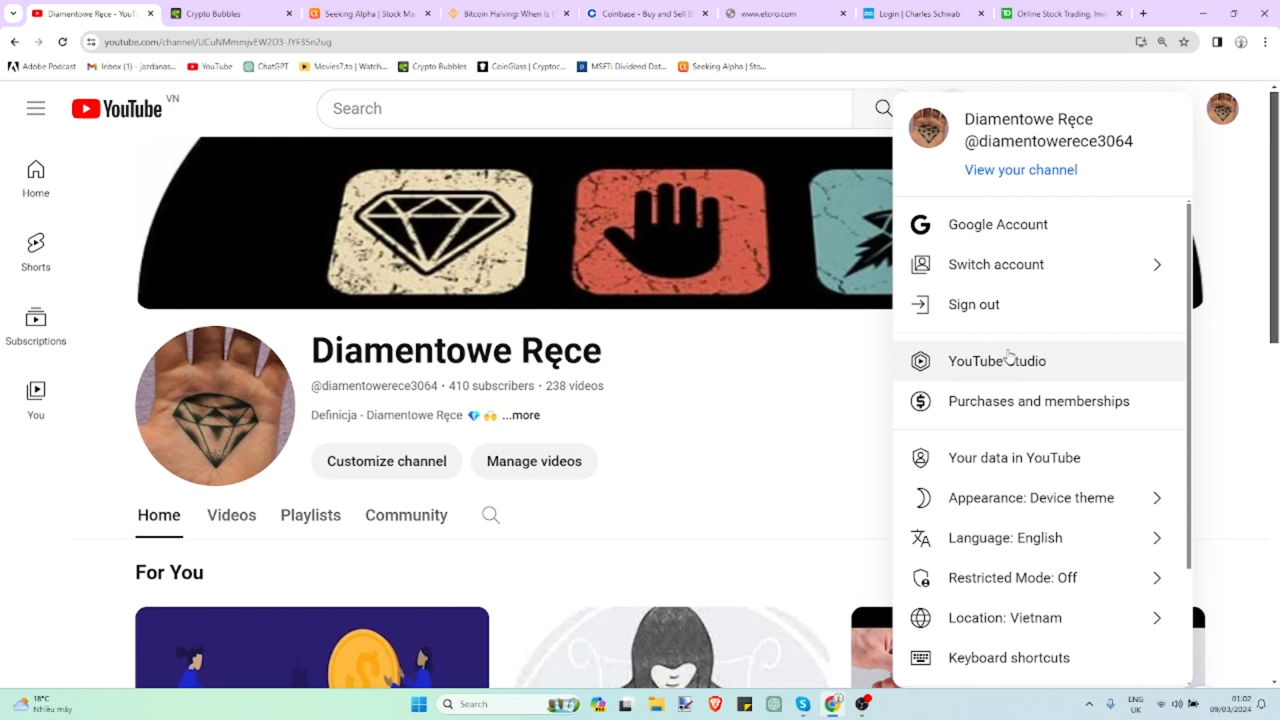 Diamentowe Ręce - YouT
Crypto Bubbles
Seeking Alpha | Stock Ma
Bitcoin Halving: When Is B
Coinbase - Buy and Sell B
www.etoro.com
Login | Charles Schwab
Online Stock Trading, Inve
youtube.com/channel/UCuNMmmjvEW2D3-JYF35n2ug
Adobe Podcast
Inbox (1) - jazdanas...
YouTube
ChatGPT
Movies7.to | Watch...
Crypto Bubbles
CoinGlass | Cryptoc...
MSFT: Dividend Dat...
Seeking Alpha | Sto...
YouTube VN
Search
Home
Shorts
Subscriptions
You
Diamentowe Ręce
@diamentowerece3064 · 410 subscribers · 238 videos
Definicja - Diamentowe Ręce 💎 🙌 ...more
Customize channel
Manage videos
Home
Videos
Playlists
Community
For You
Diamentowe Ręce
@diamentowerece3064
View your channel
Google Account
Switch account
Sign out
YouTube Studio
Purchases and memberships
Your data in YouTube
Appearance: Device theme
Language: English
Restricted Mode: Off
Location: Vietnam
Keyboard shortcuts
18°C
Nhiều mây
Search
ENG
UK
01:02
09/03/2024